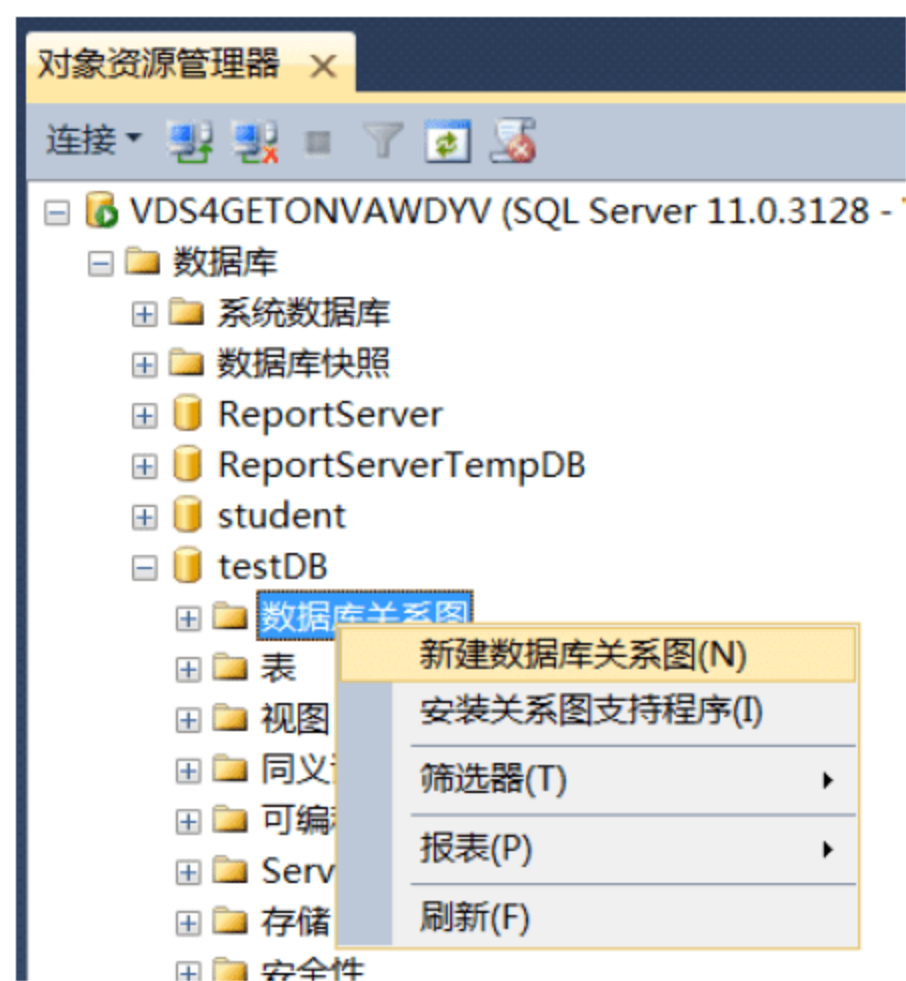 对象资源管理器
连接
VDS4GETONVAWDYV (SQL Server 11.0.3128 -
数据库
系统数据库
数据库快照
ReportServer
ReportServerTempDB
student
testDB
数据库关系图
新建数据库关系图(N)
表
安装关系图支持程序(I)
视图
同义
筛选器(T)
可编
报表(P)
Serv
存储
刷新(F)
安全性